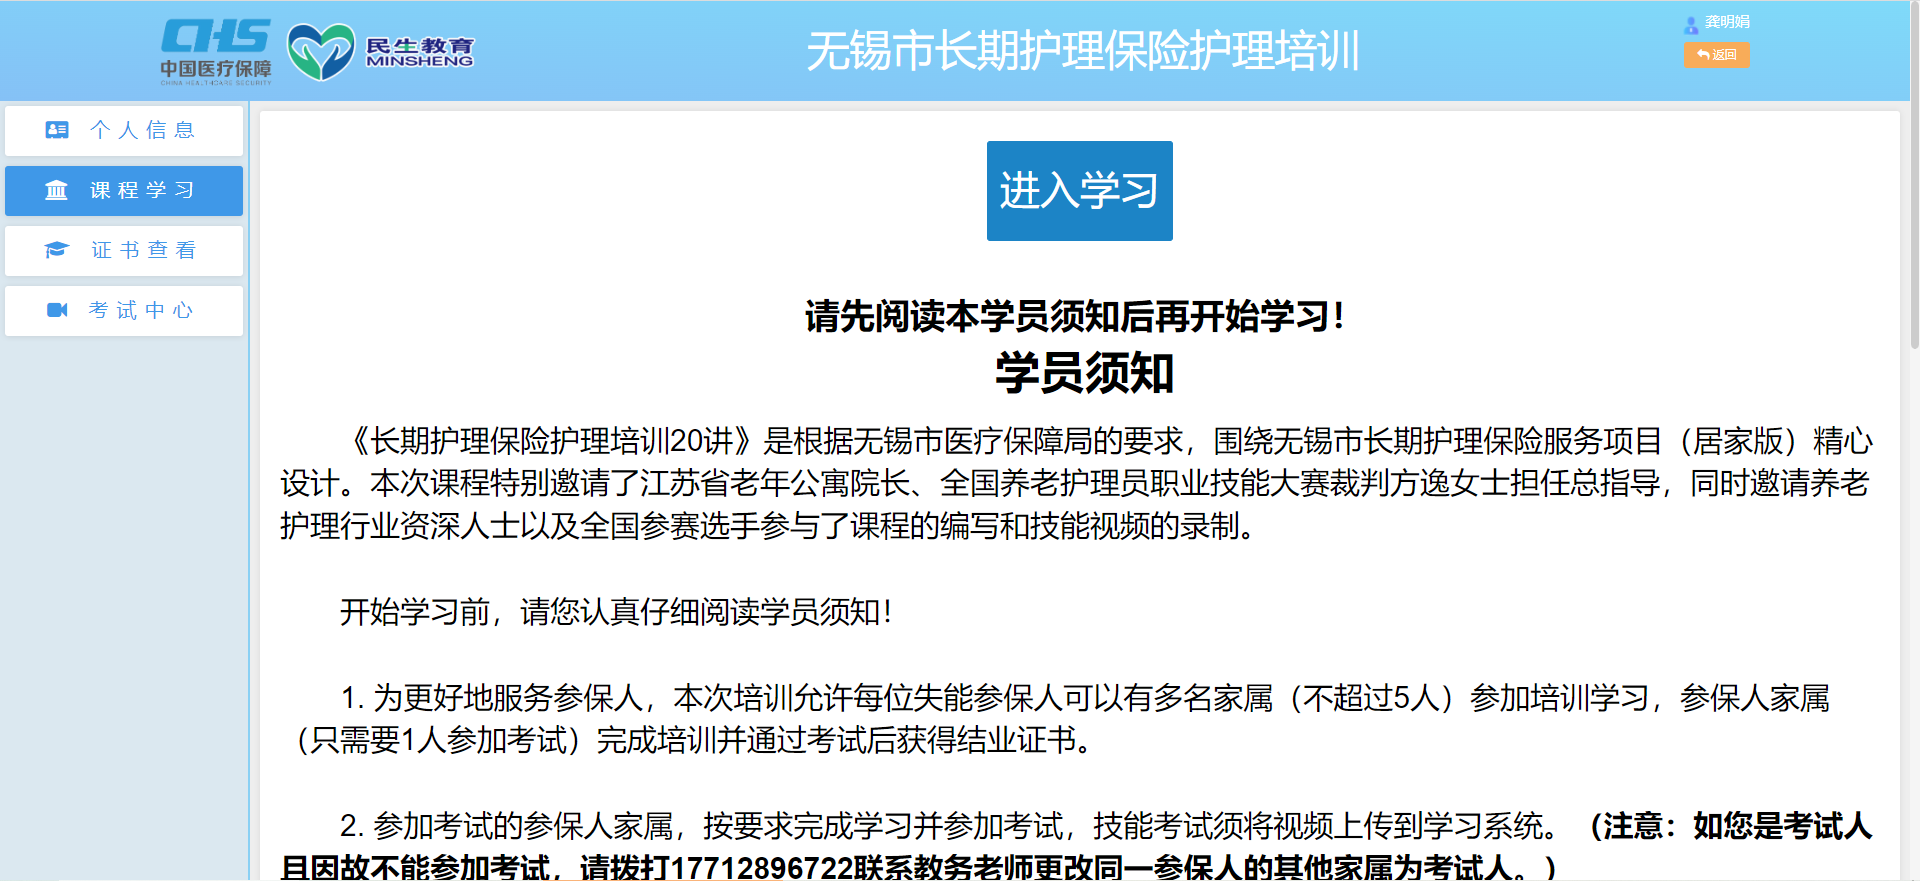 CHS
中国医疗保障
CHINA HEALTHCARE SECURITY
民生教育
MINSHENG
无锡市长期护理保险护理培训
龚明娟
返回
个人信息
课程学习
证书查看
考试中心
进入学习
请先阅读本学员须知后再开始学习！
学员须知
《长期护理保险护理培训20讲》是根据无锡市医疗保障局的要求，围绕无锡市长期护理保险服务项目（居家版）精心
设计。本次课程特别邀请了江苏省老年公寓院长、全国养老护理员职业技能大赛裁判方逸女士担任总指导，同时邀请养老
护理行业资深人士以及全国参赛选手参与了课程的编写和技能视频的录制。
开始学习前，请您认真仔细阅读学员须知！
1. 为更好地服务参保人，本次培训允许每位失能参保人可以有多名家属（不超过5人）参加培训学习，参保人家属
（只需要1人参加考试）完成培训并通过考试后获得结业证书。
2. 参加考试的参保人家属，按要求完成学习并参加考试，技能考试须将视频上传到学习系统。（注意：如您是考试人
且因故不能参加考试，请拨打17712896722联系教务老师更改同一参保人的其他家属为考试人。）